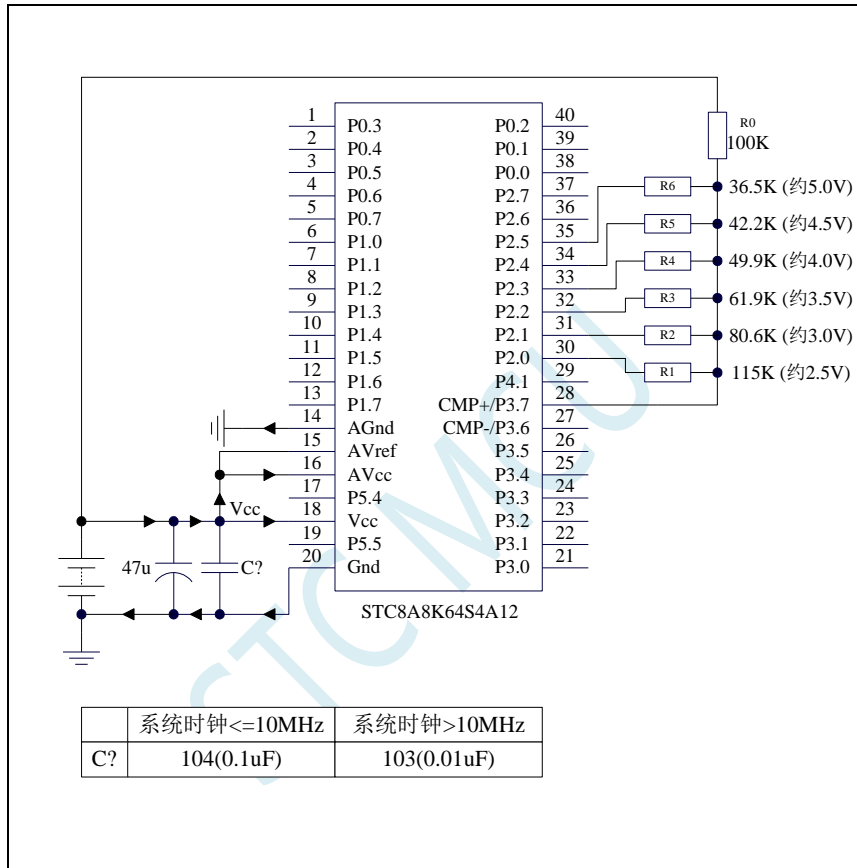 1 P0.3 P0.2 40
2 P0.4 P0.1 39
3 P0.5 P0.0 38
4 P0.6 P2.7 37
5 P0.7 P2.6 36
6 P1.0 P2.5 35
7 P1.1 P2.4 34
8 P1.2 P2.3 33
9 P1.3 P2.2 32
10 P1.4 P2.1 31
11 P1.5 P2.0 30
12 P1.6 P4.1 29
13 P1.7 CMP+/P3.7 28
14 AGnd CMP-/P3.6 27
15 AVref P3.5 26
16 AVcc P3.4 25
17 P5.4 P3.3 24
18 Vcc P3.2 23
19 P5.5 P3.1 22
20 Gnd P3.0 21
R0
100K
R6 36.5K (约5.0V)
R5 42.2K (约4.5V)
R4 49.9K (约4.0V)
R3 61.9K (约3.5V)
R2 80.6K (约3.0V)
R1 115K (约2.5V)
Vcc
47u C?
STC8A8K64S4A12
系统时钟<=10MHz 系统时钟>10MHz
C? 104(0.1uF) 103(0.01uF)
STC MCU